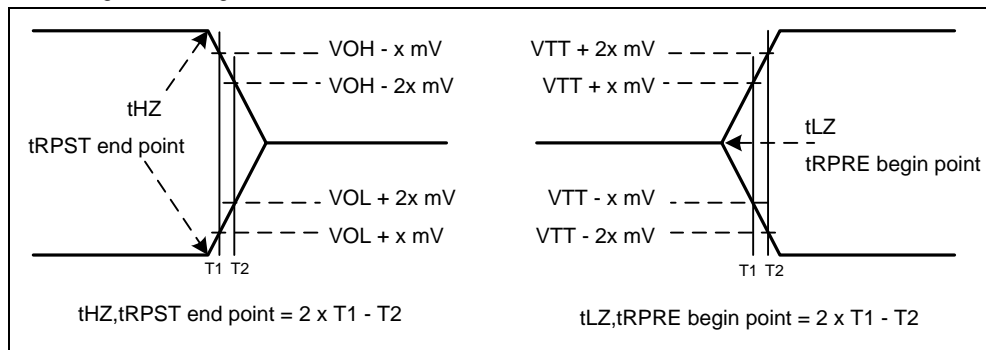 VOH - x mV
VOH - 2x mV
tHZ
tRPST end point
VOL + 2x mV
VOL + x mV
T1 T2
tHZ,tRPST end point = 2 x T1 - T2
VTT + 2x mV
VTT + x mV
tLZ
tRPRE begin point
VTT - x mV
VTT - 2x mV
T1 T2
tLZ,tRPRE begin point = 2 x T1 - T2